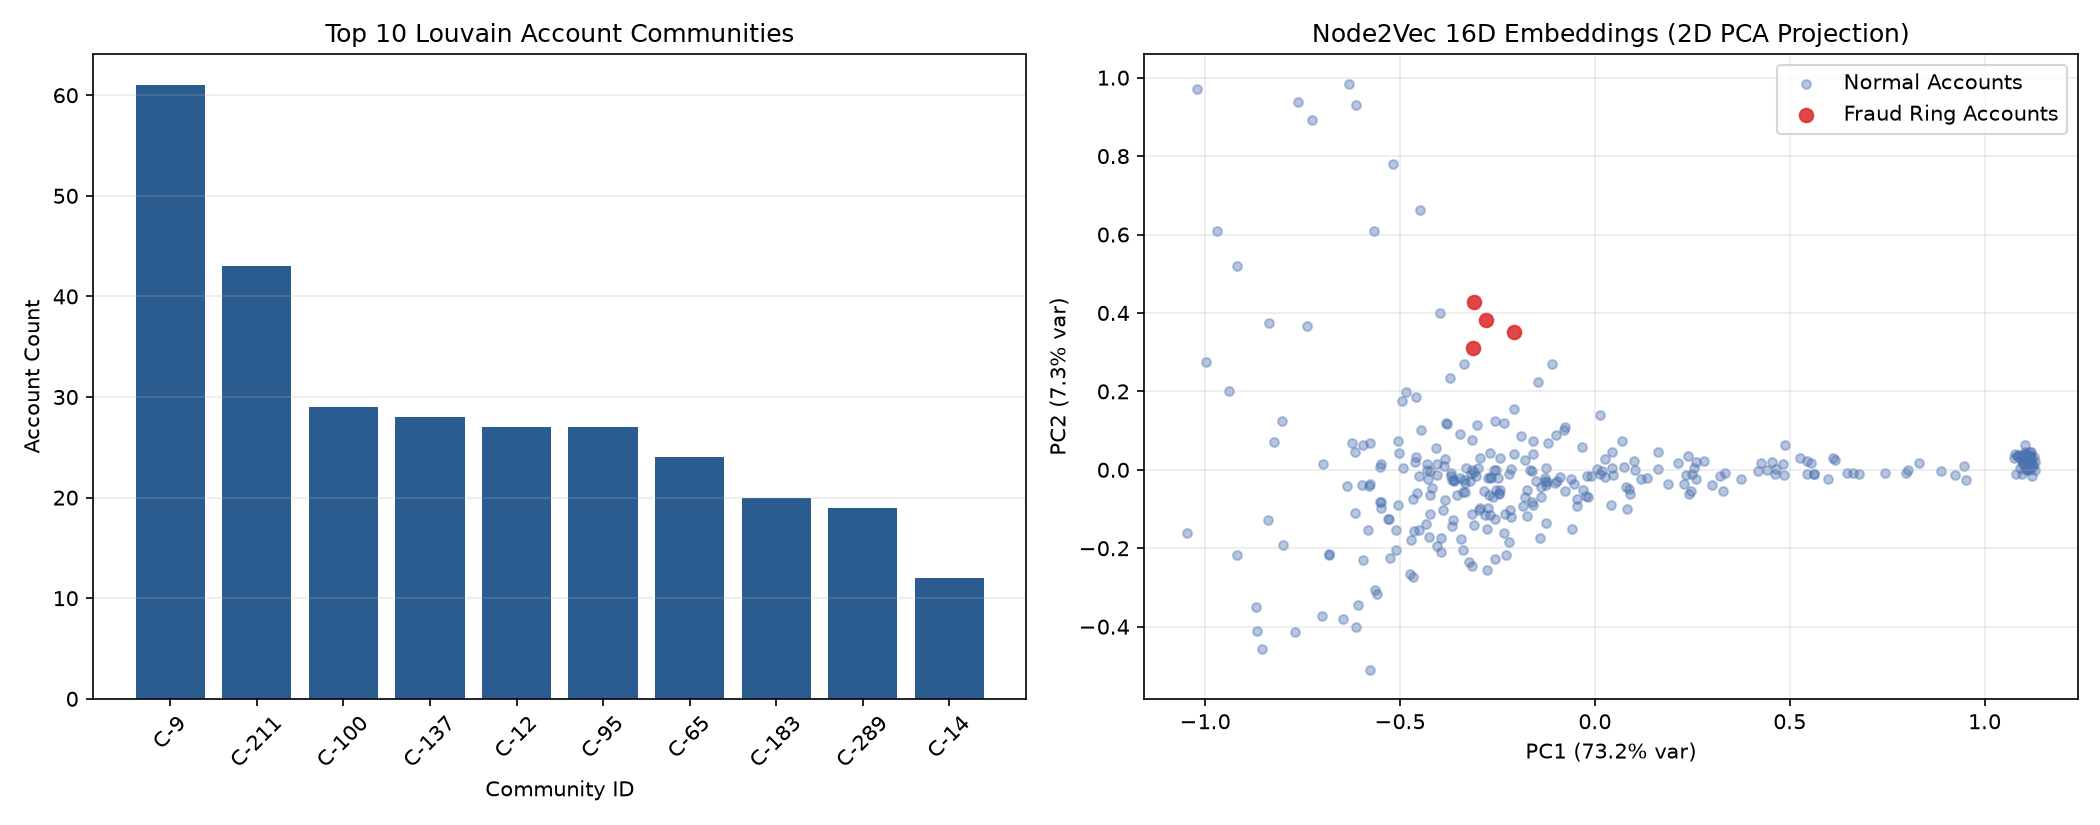 Top 10 Louvain Account Communities
Account Count
60
50
40
30
20
10
0
C-9
C-211
C-100
C-137
C-12
C-95
C-65
C-183
C-289
C-14
Community ID
Node2Vec 16D Embeddings (2D PCA Projection)
Normal Accounts
Fraud Ring Accounts
PC2 (7.3% var)
1.0
0.8
0.6
0.4
0.2
0.0
−0.2
−0.4
−1.0
−0.5
0.0
0.5
1.0
PC1 (73.2% var)